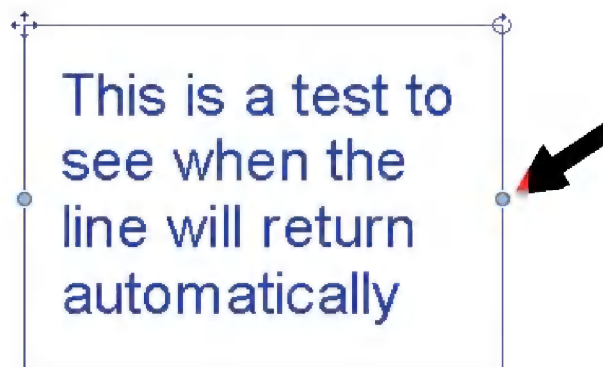 This is a test to
see when the
line will return
automatically